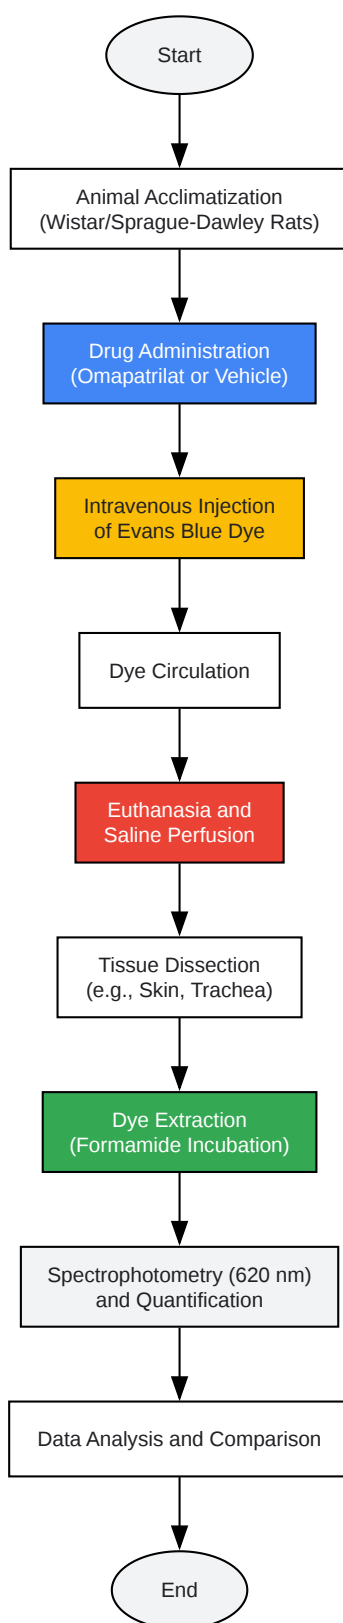 Start
Animal Acclimatization
(Wistar/Sprague-Dawley Rats)
Drug Administration
(Omapatrilat or Vehicle)
Intravenous Injection
of Evans Blue Dye
Dye Circulation
Euthanasia and
Saline Perfusion
Tissue Dissection
(e.g., Skin, Trachea)
Dye Extraction
(Formamide Incubation)
Spectrophotometry (620 nm)
and Quantification
Data Analysis and Comparison
End